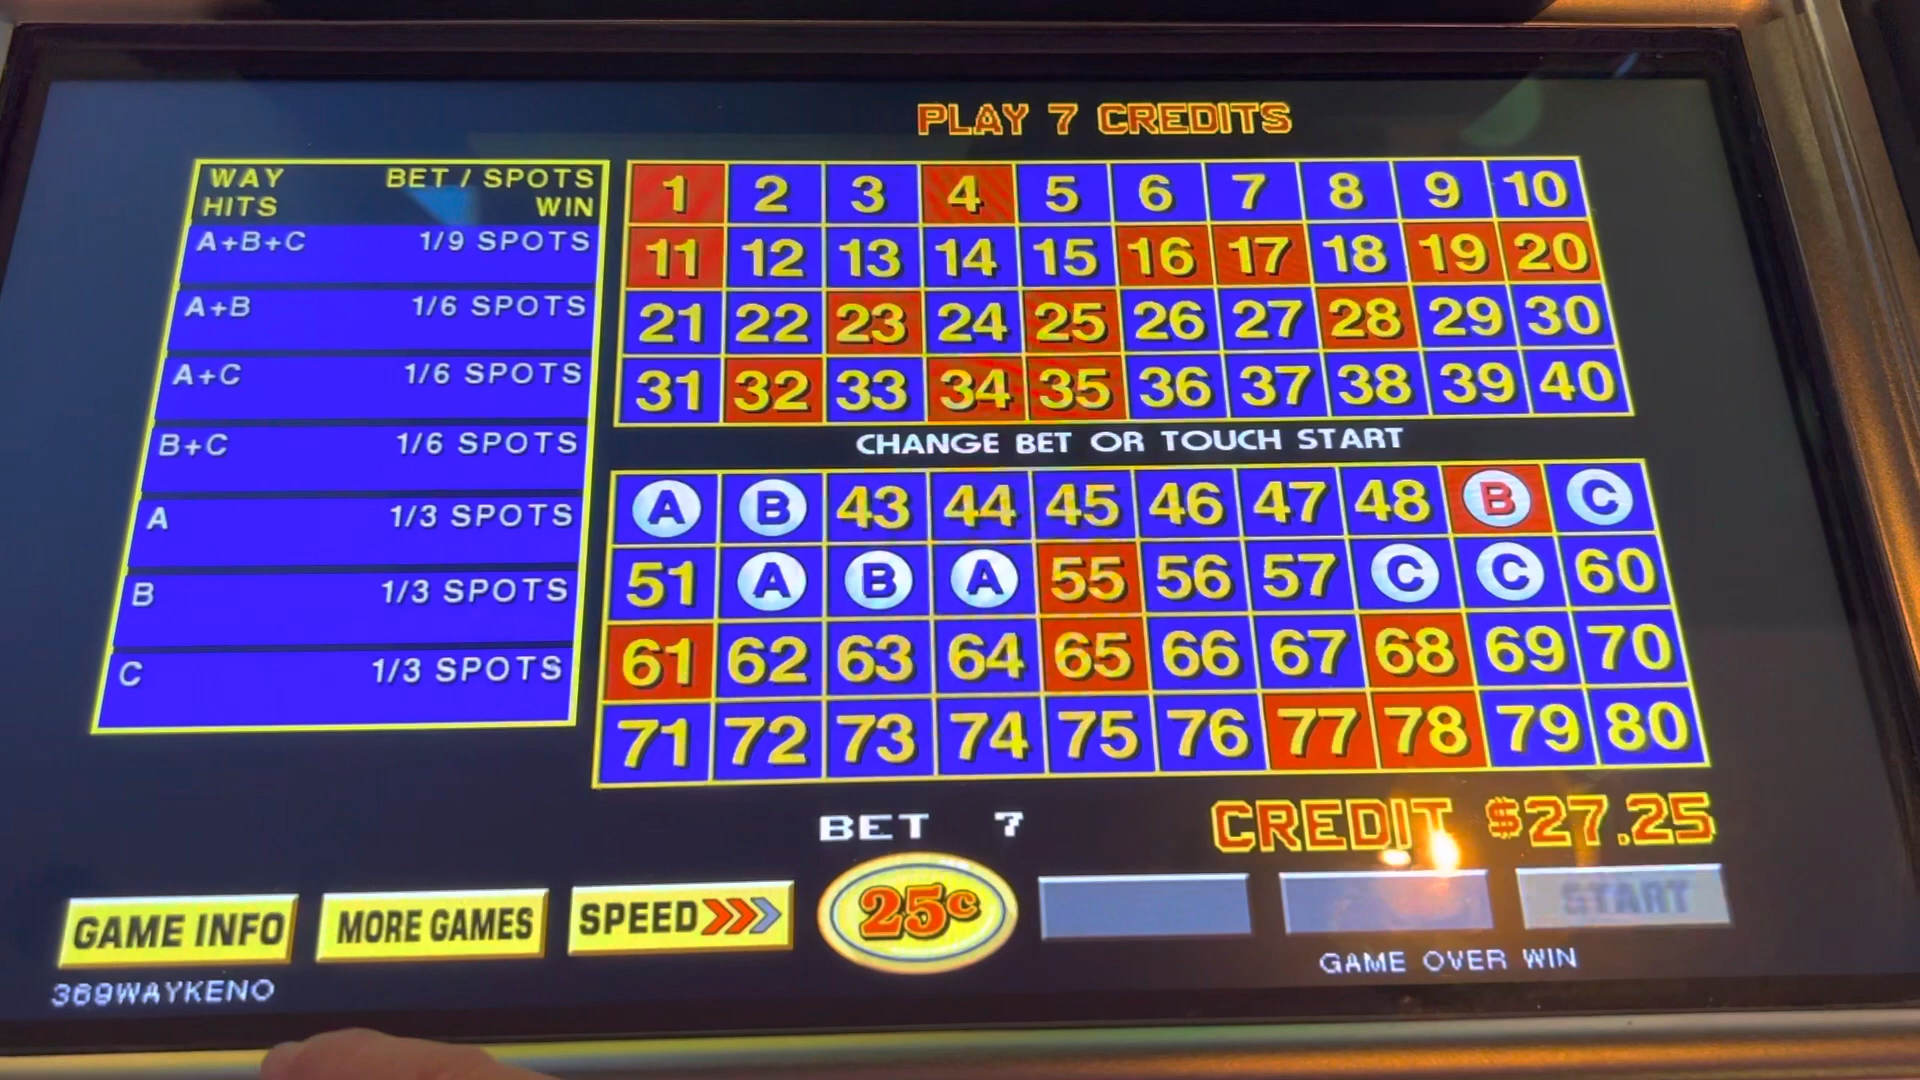 PLAY 7 CREDITS
WAY BET / SPOTS
HITS WIN
A+B+C 1/9 SPOTS
A+B 1/6 SPOTS
A+C 1/6 SPOTS
B+C 1/6 SPOTS
A 1/3 SPOTS
B 1/3 SPOTS
C 1/3 SPOTS
1 2 3 4 5 6 7 8 9 10
11 12 13 14 15 16 17 18 19 20
21 22 23 24 25 26 27 28 29 30
31 32 33 34 35 36 37 38 39 40
CHANGE BET OR TOUCH START
A B 43 44 45 46 47 48 B C
51 A B A 55 56 57 C C 60
61 62 63 64 65 66 67 68 69 70
71 72 73 74 75 76 77 78 79 80
BET 7
CREDIT $27.25
GAME INFO
MORE GAMES
SPEED
25¢
START
GAME OVER WIN
369WAYKENO